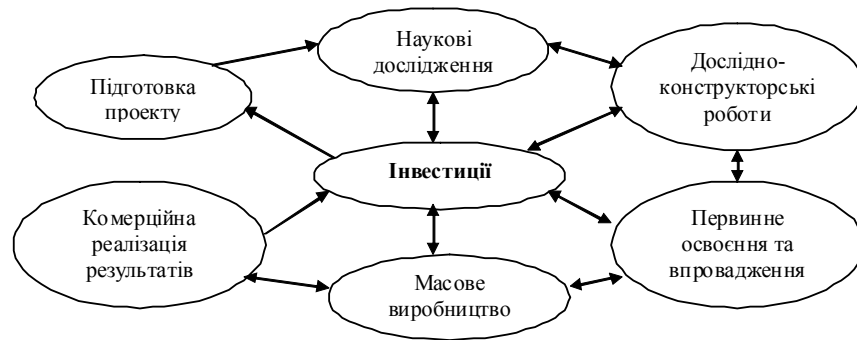 Наукові
дослідження
Дослідно-
конструкторські
роботи
Підготовка
проекту
Інвестиції
Комерційна
реалізація
результатів
Первинне
освоєння та
впровадження
Масове
виробництво